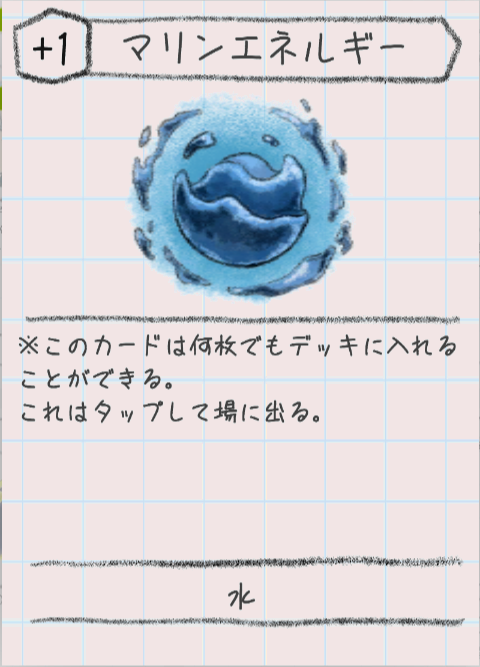 +1
マリンエネルギー
※このカードは何枚でもデッキに入れる
ことができる。
これはタップして場に出る。
水